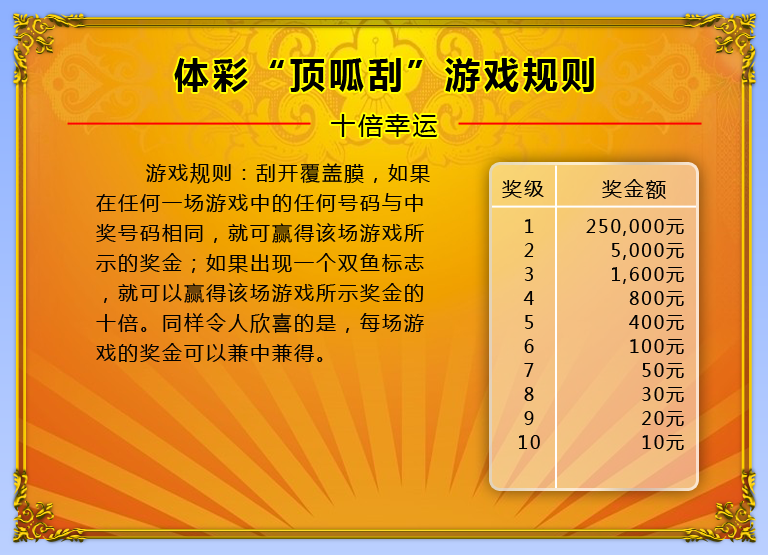 体彩“顶呱刮”游戏规则
十倍幸运
游戏规则：刮开覆盖膜，如果
在任何一场游戏中的任何号码与中
奖号码相同，就可赢得该场游戏所
示的奖金；如果出现一个双鱼标志
，就可以赢得该场游戏所示奖金的
十倍。同样令人欣喜的是，每场游
戏的奖金可以兼中兼得。
奖级 奖金额
1 250,000元
2 5,000元
3 1,600元
4 800元
5 400元
6 100元
7 50元
8 30元
9 20元
10 10元